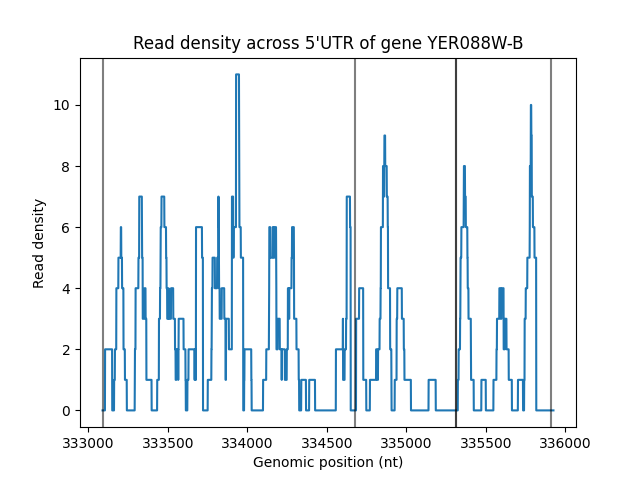 Read density across 5'UTR of gene YER088W-B
Read density
10
8
6
4
2
0
333000 333500 334000 334500 335000 335500 336000
Genomic position (nt)